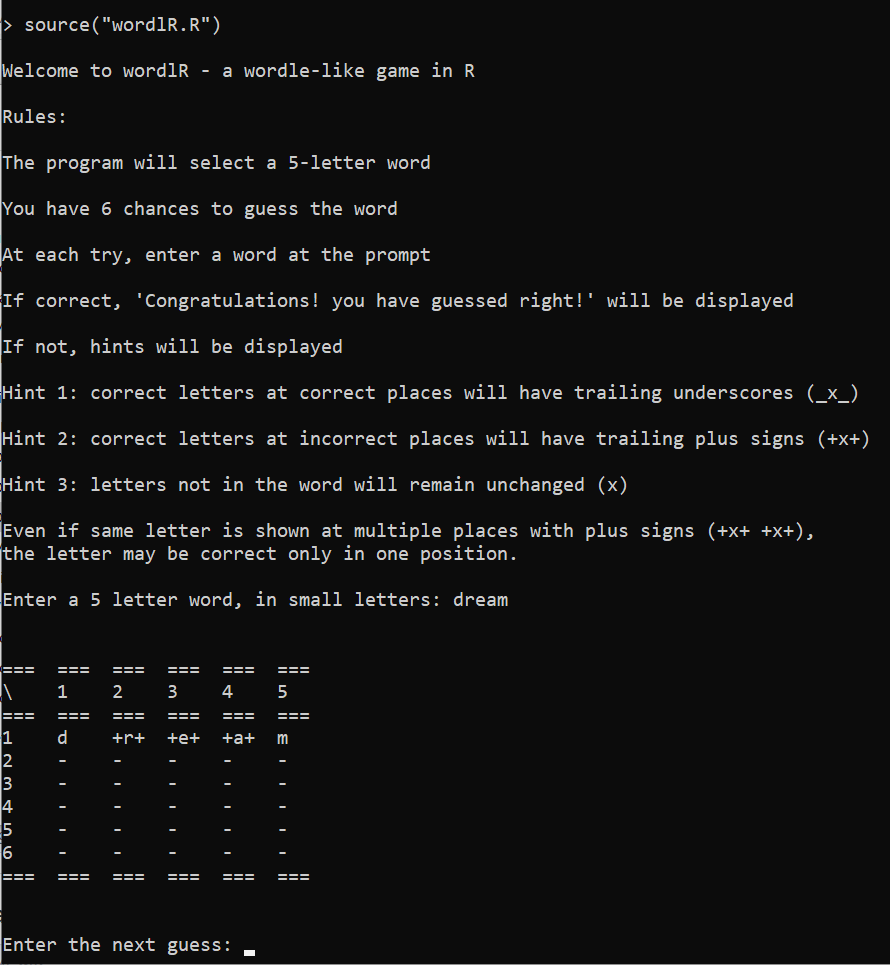 > source("wordlR.R")
Welcome to wordlR - a wordle-like game in R
Rules:
The program will select a 5-letter word
You have 6 chances to guess the word
At each try, enter a word at the prompt
If correct, 'Congratulations! you have guessed right!' will be displayed
If not, hints will be displayed
Hint 1: correct letters at correct places will have trailing underscores (_x_)
Hint 2: correct letters at incorrect places will have trailing plus signs (+x+)
Hint 3: letters not in the word will remain unchanged (x)
Even if same letter is shown at multiple places with plus signs (+x+ +x+),
the letter may be correct only in one position.
Enter a 5 letter word, in small letters: dream
===  ===  ===  ===  ===  ===
\    1    2    3    4    5
===  ===  ===  ===  ===  ===
1    d    +r+  +e+  +a+  m
2    -    -    -    -    -
3    -    -    -    -    -
4    -    -    -    -    -
5    -    -    -    -    -
6    -    -    -    -    -
===  ===  ===  ===  ===  ===
Enter the next guess: _